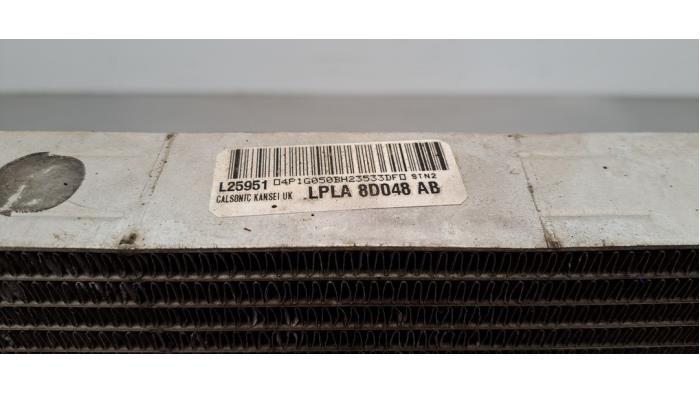 L25951 04P1G050BH23533DF0 STN2
CALSONIC KANSEI UK LPLA 8D048 AB